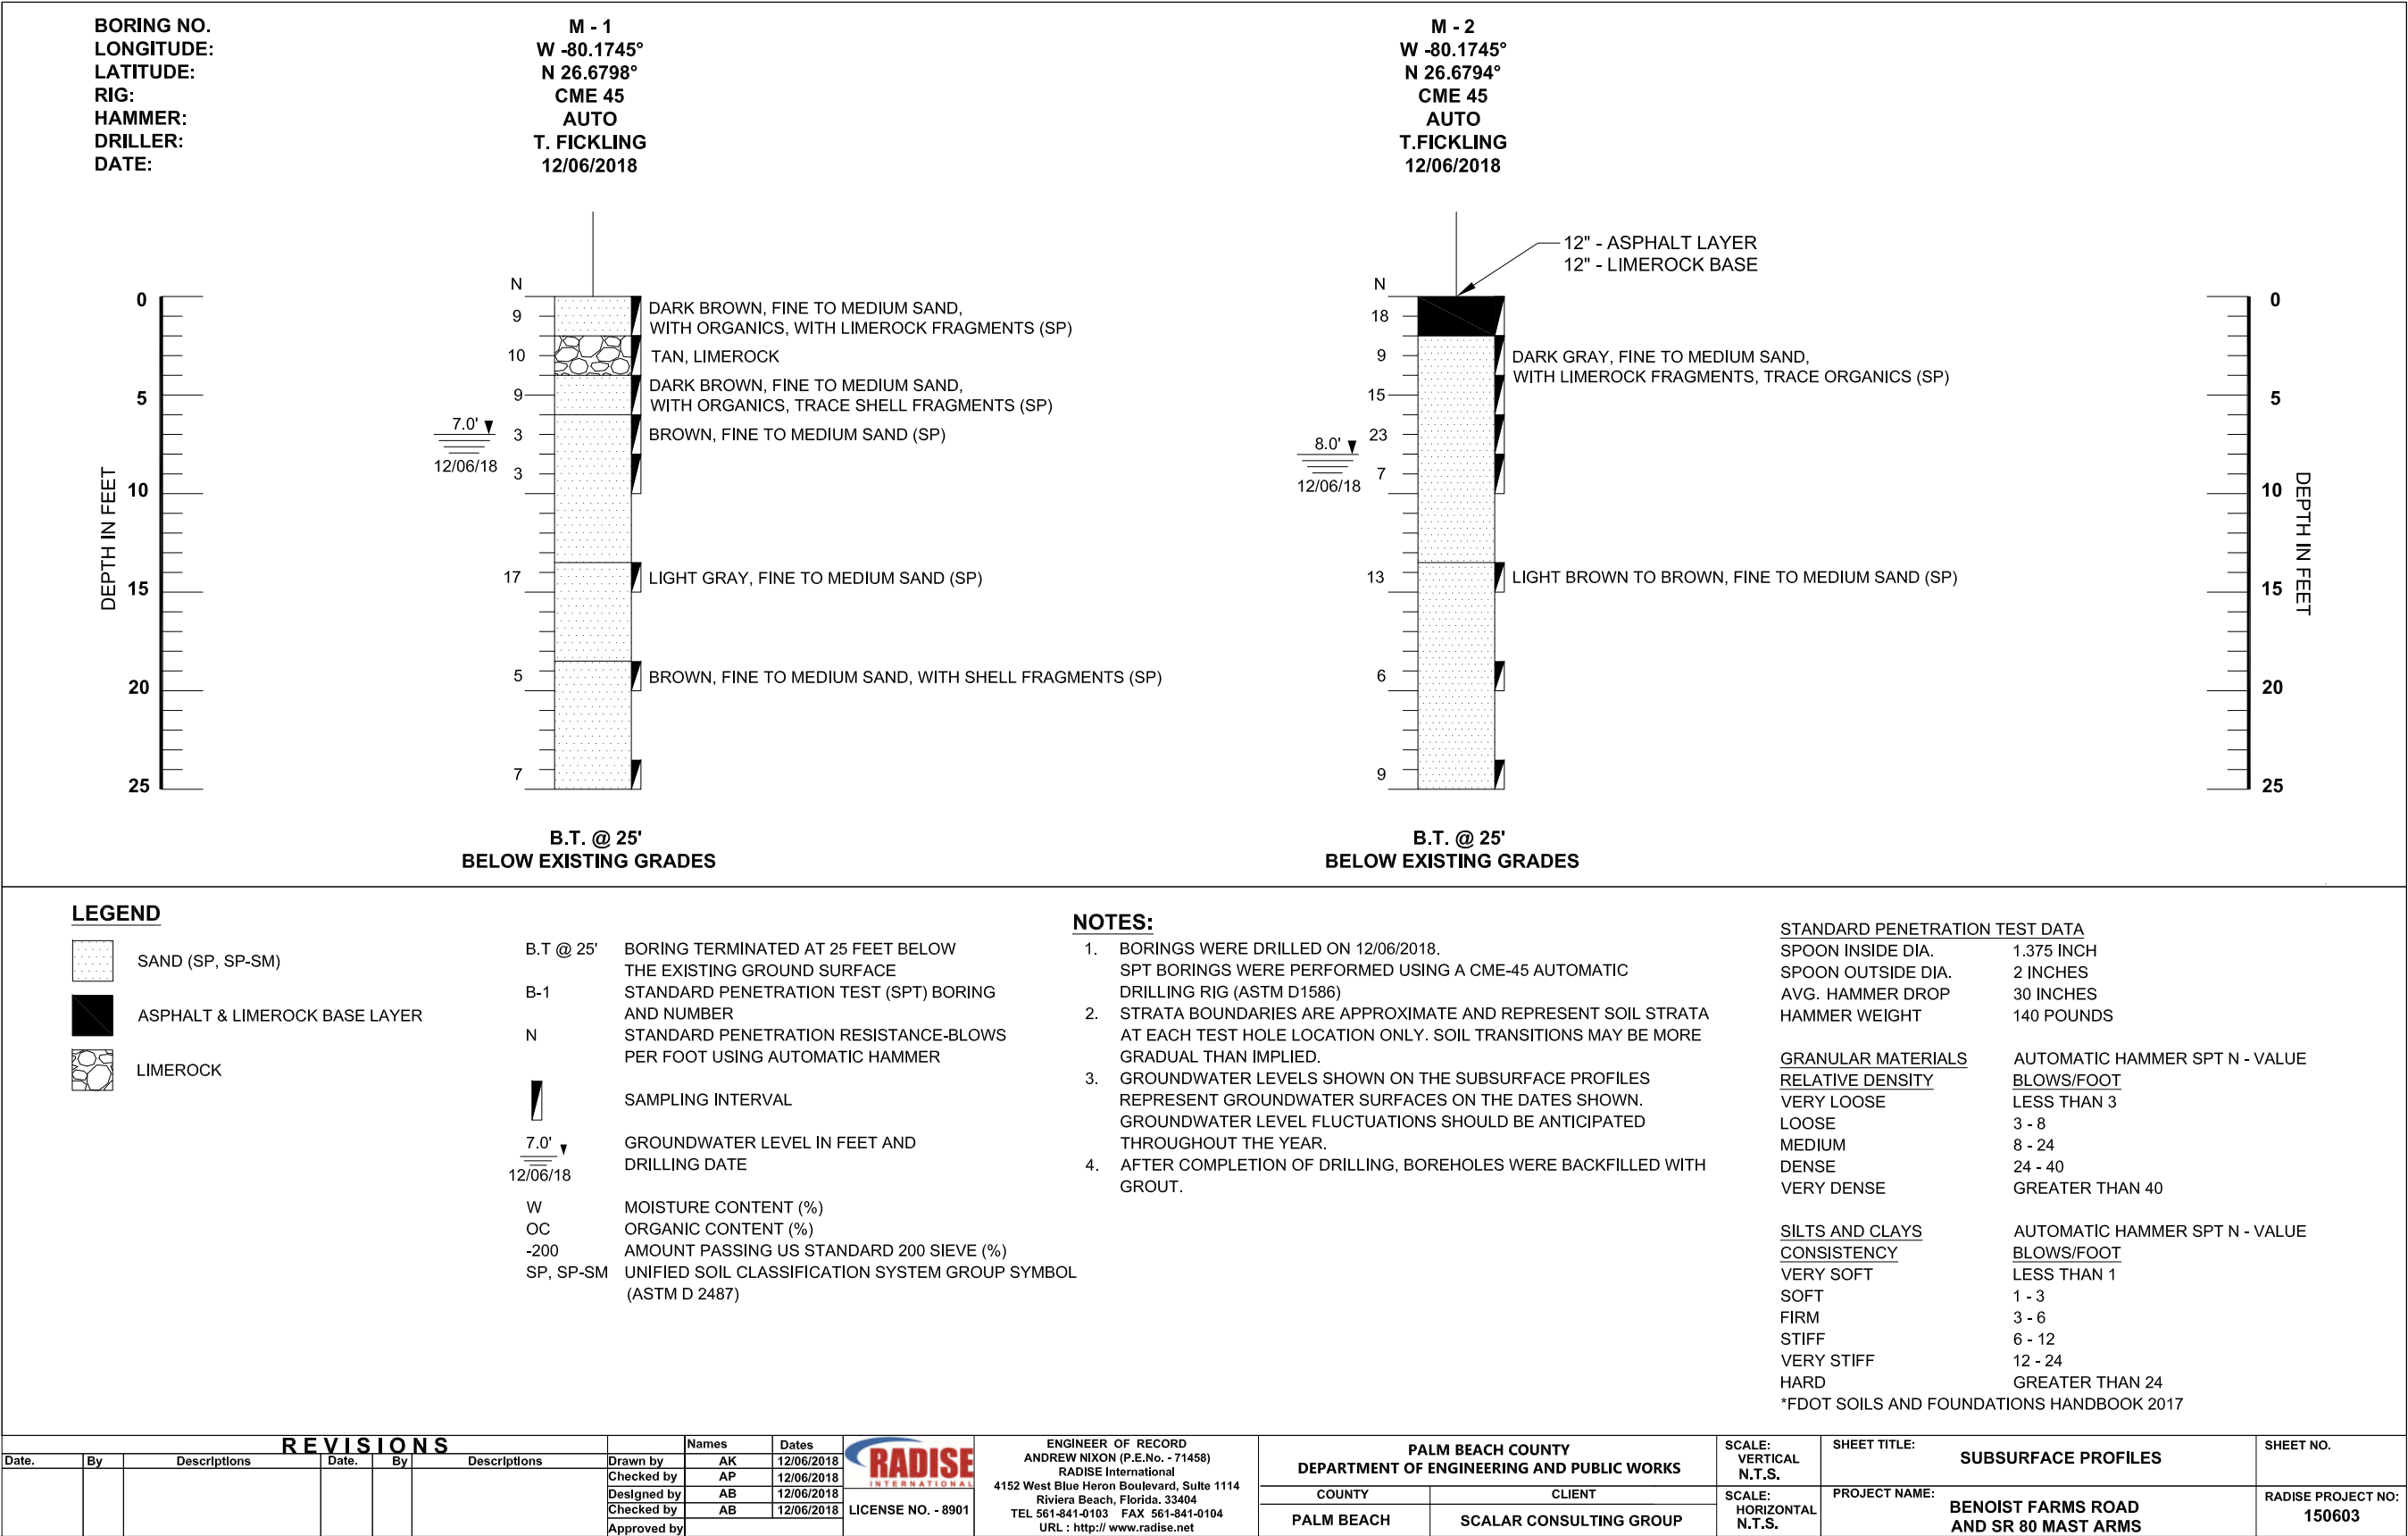 BORING NO.
LONGITUDE:
LATITUDE:
RIG:
HAMMER:
DRILLER:
DATE:
M - 1
W -80.1745°
N 26.6798°
CME 45
AUTO
T. FICKLING
12/06/2018
M - 2
W -80.1745°
N 26.6794°
CME 45
AUTO
T.FICKLING
12/06/2018
DEPTH IN FEET
0
5
10
15
20
25
N
9
10
9
3
3
17
5
7
7.0'
12/06/18
DARK BROWN, FINE TO MEDIUM SAND,
WITH ORGANICS, WITH LIMEROCK FRAGMENTS (SP)
TAN, LIMEROCK
DARK BROWN, FINE TO MEDIUM SAND,
WITH ORGANICS, TRACE SHELL FRAGMENTS (SP)
BROWN, FINE TO MEDIUM SAND (SP)
LIGHT GRAY, FINE TO MEDIUM SAND (SP)
BROWN, FINE TO MEDIUM SAND, WITH SHELL FRAGMENTS (SP)
B.T. @ 25'
BELOW EXISTING GRADES
12" - ASPHALT LAYER
12" - LIMEROCK BASE
N
18
9
15
23
7
13
6
9
8.0'
12/06/18
DARK GRAY, FINE TO MEDIUM SAND,
WITH LIMEROCK FRAGMENTS, TRACE ORGANICS (SP)
LIGHT BROWN TO BROWN, FINE TO MEDIUM SAND (SP)
B.T. @ 25'
BELOW EXISTING GRADES
0
5
10
15
20
25
DEPTH IN FEET
LEGEND
SAND (SP, SP-SM)
ASPHALT & LIMEROCK BASE LAYER
LIMEROCK
B.T @ 25' BORING TERMINATED AT 25 FEET BELOW
THE EXISTING GROUND SURFACE
B-1 STANDARD PENETRATION TEST (SPT) BORING
AND NUMBER
N STANDARD PENETRATION RESISTANCE-BLOWS
PER FOOT USING AUTOMATIC HAMMER
SAMPLING INTERVAL
7.0'
12/06/18
GROUNDWATER LEVEL IN FEET AND
DRILLING DATE
W MOISTURE CONTENT (%)
OC ORGANIC CONTENT (%)
-200 AMOUNT PASSING US STANDARD 200 SIEVE (%)
SP, SP-SM UNIFIED SOIL CLASSIFICATION SYSTEM GROUP SYMBOL
(ASTM D 2487)
NOTES:
1. BORINGS WERE DRILLED ON 12/06/2018.
SPT BORINGS WERE PERFORMED USING A CME-45 AUTOMATIC
DRILLING RIG (ASTM D1586)
2. STRATA BOUNDARIES ARE APPROXIMATE AND REPRESENT SOIL STRATA
AT EACH TEST HOLE LOCATION ONLY. SOIL TRANSITIONS MAY BE MORE
GRADUAL THAN IMPLIED.
3. GROUNDWATER LEVELS SHOWN ON THE SUBSURFACE PROFILES
REPRESENT GROUNDWATER SURFACES ON THE DATES SHOWN.
GROUNDWATER LEVEL FLUCTUATIONS SHOULD BE ANTICIPATED
THROUGHOUT THE YEAR.
4. AFTER COMPLETION OF DRILLING, BOREHOLES WERE BACKFILLED WITH
GROUT.
STANDARD PENETRATION TEST DATA
SPOON INSIDE DIA. 1.375 INCH
SPOON OUTSIDE DIA. 2 INCHES
AVG. HAMMER DROP 30 INCHES
HAMMER WEIGHT 140 POUNDS
GRANULAR MATERIALS AUTOMATIC HAMMER SPT N - VALUE
RELATIVE DENSITY BLOWS/FOOT
VERY LOOSE LESS THAN 3
LOOSE 3 - 8
MEDIUM 8 - 24
DENSE 24 - 40
VERY DENSE GREATER THAN 40
SILTS AND CLAYS AUTOMATIC HAMMER SPT N - VALUE
CONSISTENCY BLOWS/FOOT
VERY SOFT LESS THAN 1
SOFT 1 - 3
FIRM 3 - 6
STIFF 6 - 12
VERY STIFF 12 - 24
HARD GREATER THAN 24
*FDOT SOILS AND FOUNDATIONS HANDBOOK 2017
REVISIONS
Date. By Descriptions Date. By Descriptions
Names Dates
Drawn by AK 12/06/2018
Checked by AP 12/06/2018
Designed by AB 12/06/2018
Checked by AB 12/06/2018
Approved by
RADISE
INTERNATIONAL
LICENSE NO. - 8901
ENGINEER OF RECORD
ANDREW NIXON (P.E.No. - 71458)
RADISE International
4152 West Blue Heron Boulevard, Suite 1114
Riviera Beach, Florida. 33404
TEL 561-841-0103 FAX 561-841-0104
URL : http:// www.radise.net
PALM BEACH COUNTY
DEPARTMENT OF ENGINEERING AND PUBLIC WORKS
COUNTY CLIENT
PALM BEACH SCALAR CONSULTING GROUP
SCALE:
VERTICAL
N.T.S.
SCALE:
HORIZONTAL
N.T.S.
SHEET TITLE:
SUBSURFACE PROFILES
PROJECT NAME:
BENOIST FARMS ROAD
AND SR 80 MAST ARMS
SHEET NO.
RADISE PROJECT NO:
150603